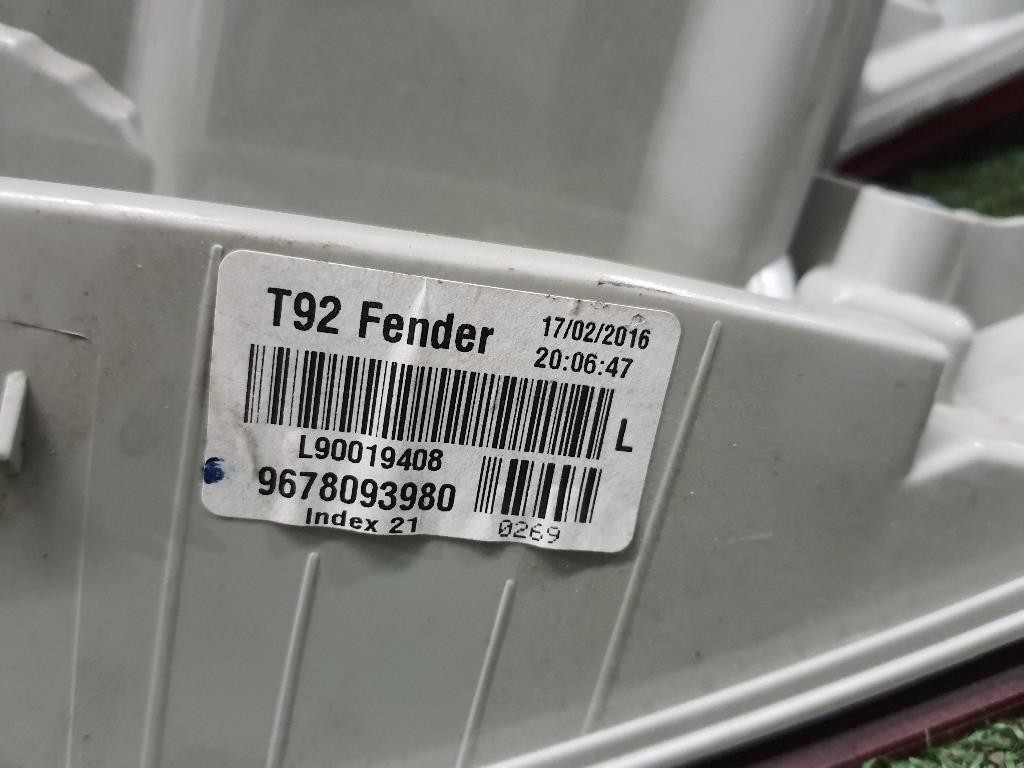 T92 Fender
17/02/2016
20:06:47
L
L90019408
9678093980
Index 21
0269